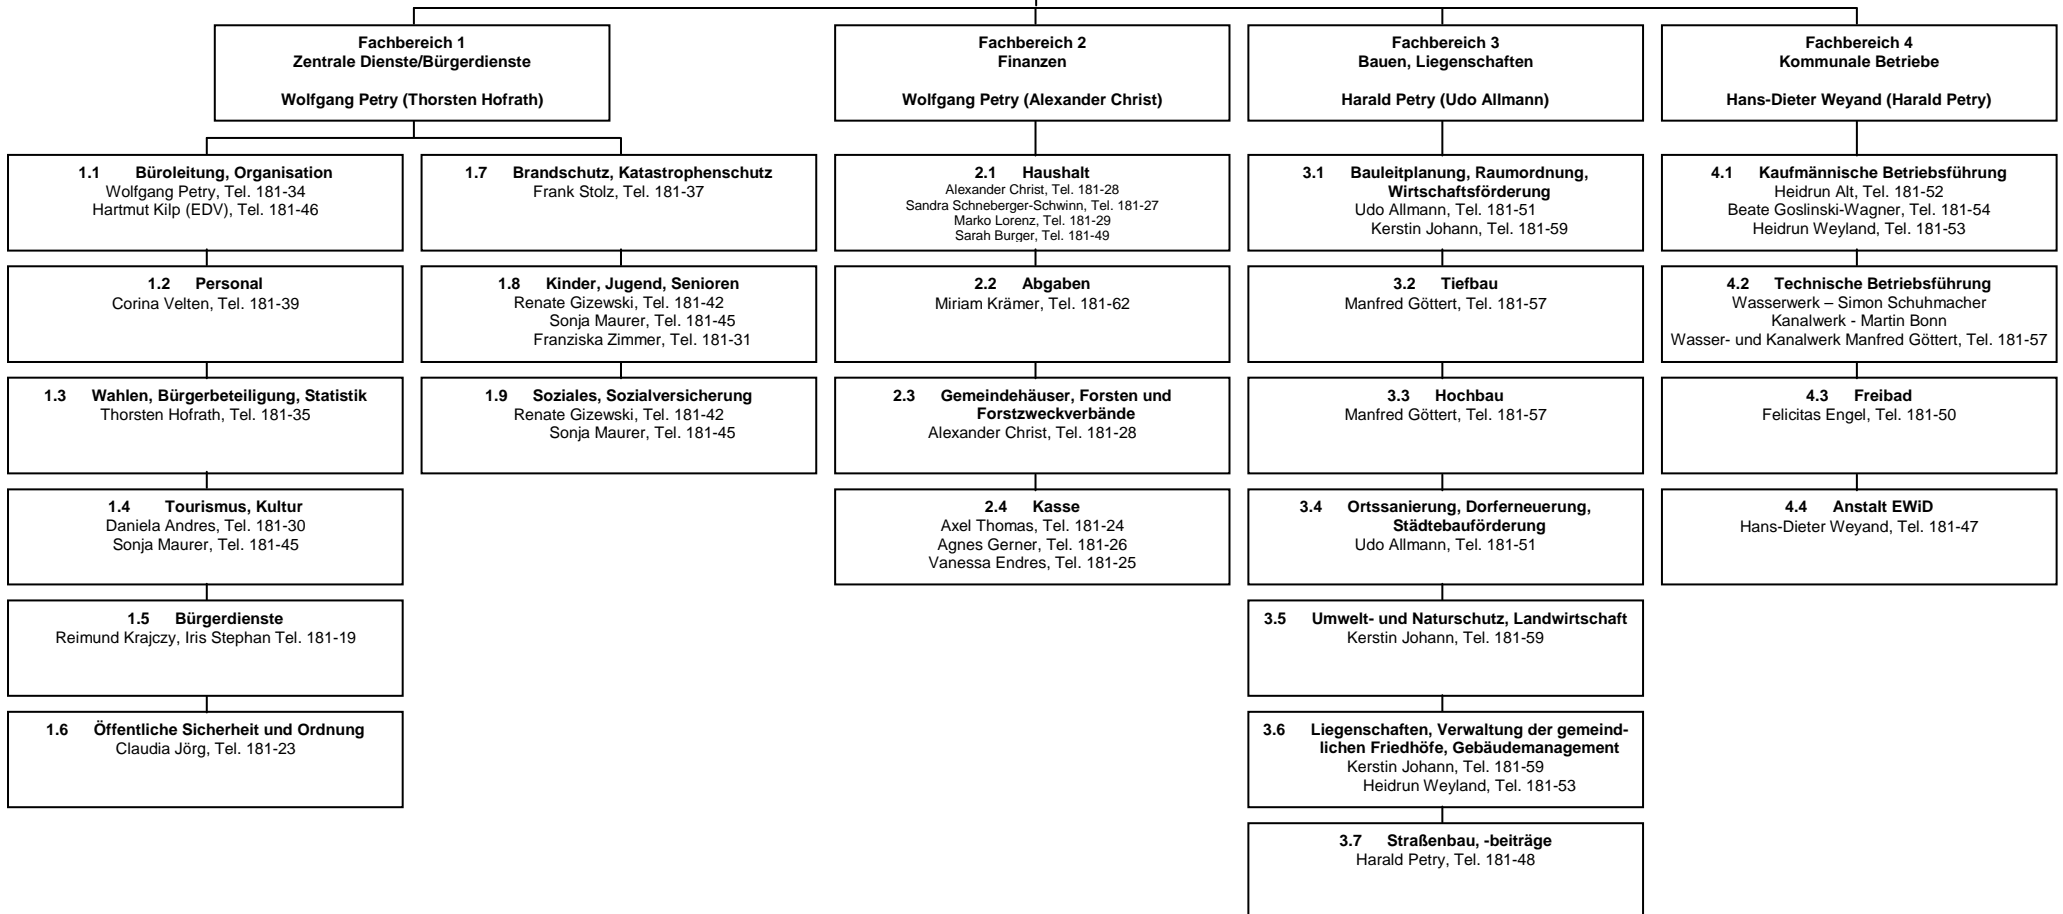 Fachbereich 1
Zentrale Dienste/Bürgerdienste
Wolfgang Petry (Thorsten Hofrath)
Fachbereich 2
Finanzen
Wolfgang Petry (Alexander Christ)
Fachbereich 3
Bauen, Liegenschaften
Harald Petry (Udo Allmann)
Fachbereich 4
Kommunale Betriebe
Hans-Dieter Weyand (Harald Petry)
1.1 Büroleitung, Organisation
Wolfgang Petry, Tel. 181-34
Hartmut Kilp (EDV), Tel. 181-46
1.2 Personal
Corina Velten, Tel. 181-39
1.3 Wahlen, Bürgerbeteiligung, Statistik
Thorsten Hofrath, Tel. 181-35
1.4 Tourismus, Kultur
Daniela Andres, Tel. 181-30
Sonja Maurer, Tel. 181-45
1.5 Bürgerdienste
Reimund Krajczy, Iris Stephan Tel. 181-19
1.6 Öffentliche Sicherheit und Ordnung
Claudia Jörg, Tel. 181-23
1.7 Brandschutz, Katastrophenschutz
Frank Stolz, Tel. 181-37
1.8 Kinder, Jugend, Senioren
Renate Gizewski, Tel. 181-42
Sonja Maurer, Tel. 181-45
Franziska Zimmer, Tel. 181-31
1.9 Soziales, Sozialversicherung
Renate Gizewski, Tel. 181-42
Sonja Maurer, Tel. 181-45
2.1 Haushalt
Alexander Christ, Tel. 181-28
Sandra Schneberger-Schwinn, Tel. 181-27
Marko Lorenz, Tel. 181-29
Sarah Burger, Tel. 181-49
2.2 Abgaben
Miriam Krämer, Tel. 181-62
2.3 Gemeindehäuser, Forsten und
Forstzweckverbände
Alexander Christ, Tel. 181-28
2.4 Kasse
Axel Thomas, Tel. 181-24
Agnes Gerner, Tel. 181-26
Vanessa Endres, Tel. 181-25
3.1 Bauleitplanung, Raumordnung,
Wirtschaftsförderung
Udo Allmann, Tel. 181-51
Kerstin Johann, Tel. 181-59
3.2 Tiefbau
Manfred Göttert, Tel. 181-57
3.3 Hochbau
Manfred Göttert, Tel. 181-57
3.4 Ortssanierung, Dorferneuerung,
Städtebauförderung
Udo Allmann, Tel. 181-51
3.5 Umwelt- und Naturschutz, Landwirtschaft
Kerstin Johann, Tel. 181-59
3.6 Liegenschaften, Verwaltung der gemeind-
lichen Friedhöfe, Gebäudemanagement
Kerstin Johann, Tel. 181-59
Heidrun Weyland, Tel. 181-53
3.7 Straßenbau, -beiträge
Harald Petry, Tel. 181-48
4.1 Kaufmännische Betriebsführung
Heidrun Alt, Tel. 181-52
Beate Goslinski-Wagner, Tel. 181-54
Heidrun Weyland, Tel. 181-53
4.2 Technische Betriebsführung
Wasserwerk – Simon Schuhmacher
Kanalwerk - Martin Bonn
Wasser- und Kanalwerk Manfred Göttert, Tel. 181-57
4.3 Freibad
Felicitas Engel, Tel. 181-50
4.4 Anstalt EWiD
Hans-Dieter Weyand, Tel. 181-47